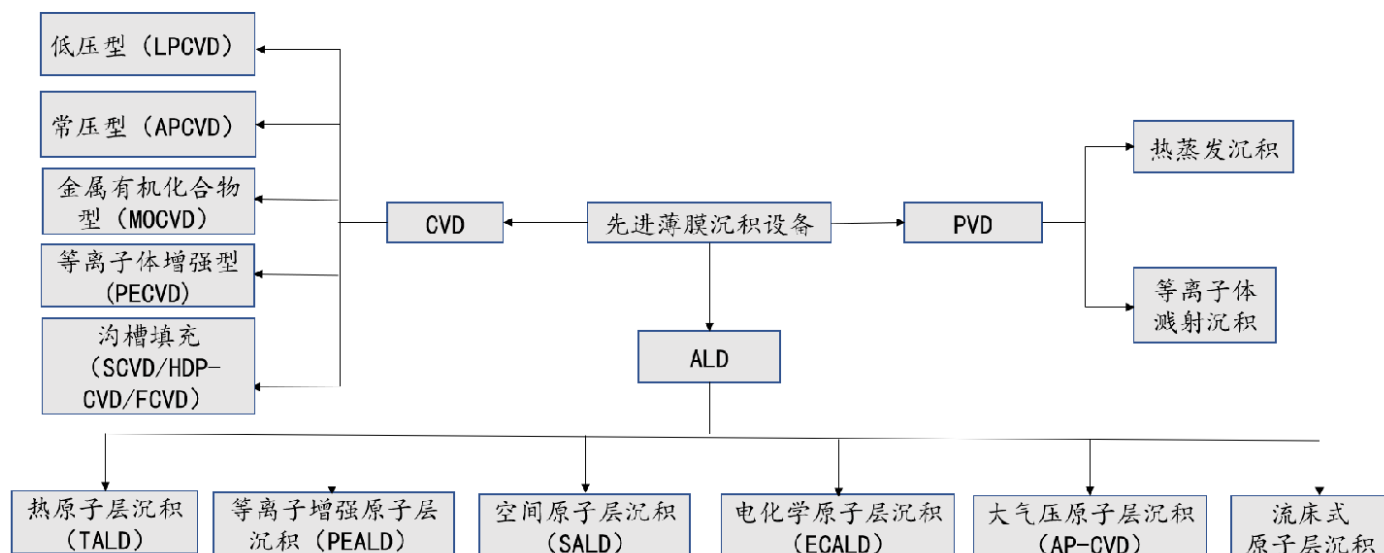 低压型（LPCVD）
常压型（APCVD）
金属有机化合物
型（MOCVD）
等离子体增强型
(PECVD)
沟槽填充
（SCVD/HDP-
CVD/FCVD）
CVD
先进薄膜沉积设备
PVD
热蒸发沉积
等离子体
溅射沉积
ALD
热原子层沉积
（TALD）
等离子增强原子层
沉积（PEALD）
空间原子层沉积
（SALD）
电化学原子层沉积
（ECALD）
大气压原子层沉积
（AP-CVD）
流床式
原子层沉积